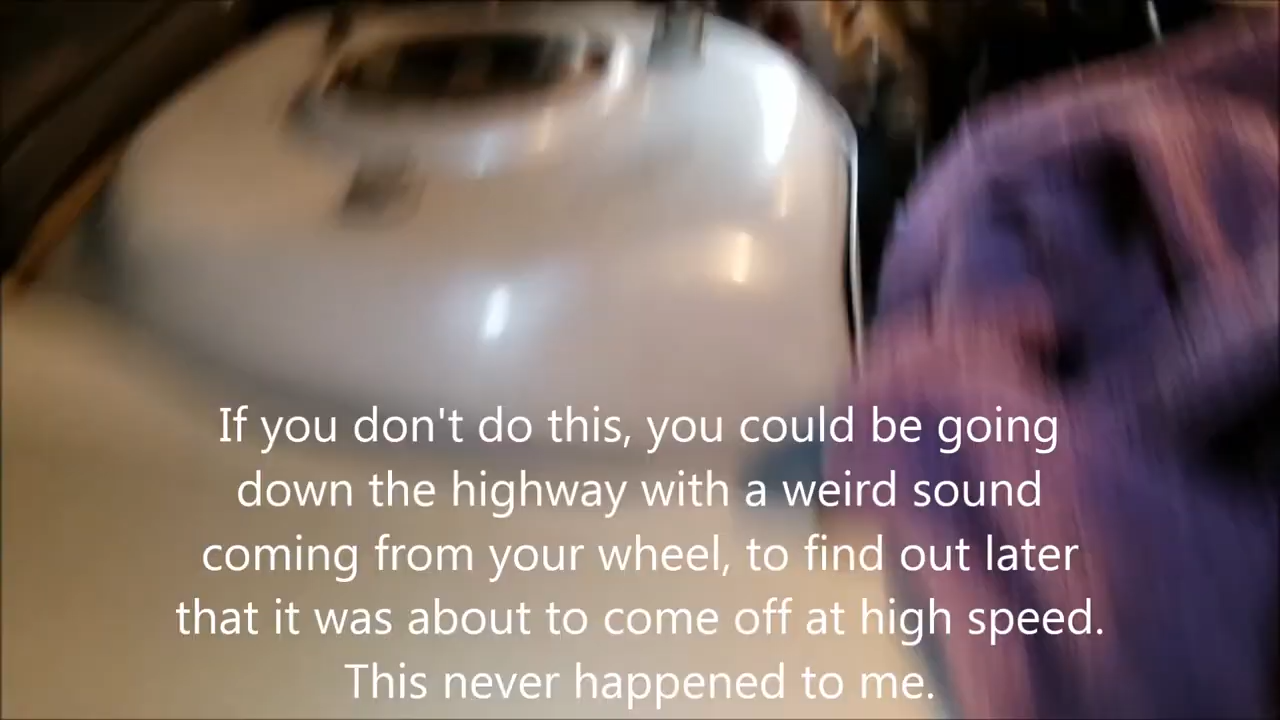 If you don't do this, you could be going
down the highway with a weird sound
coming from your wheel, to find out later
that it was about to come off at high speed.
This never happened to me.